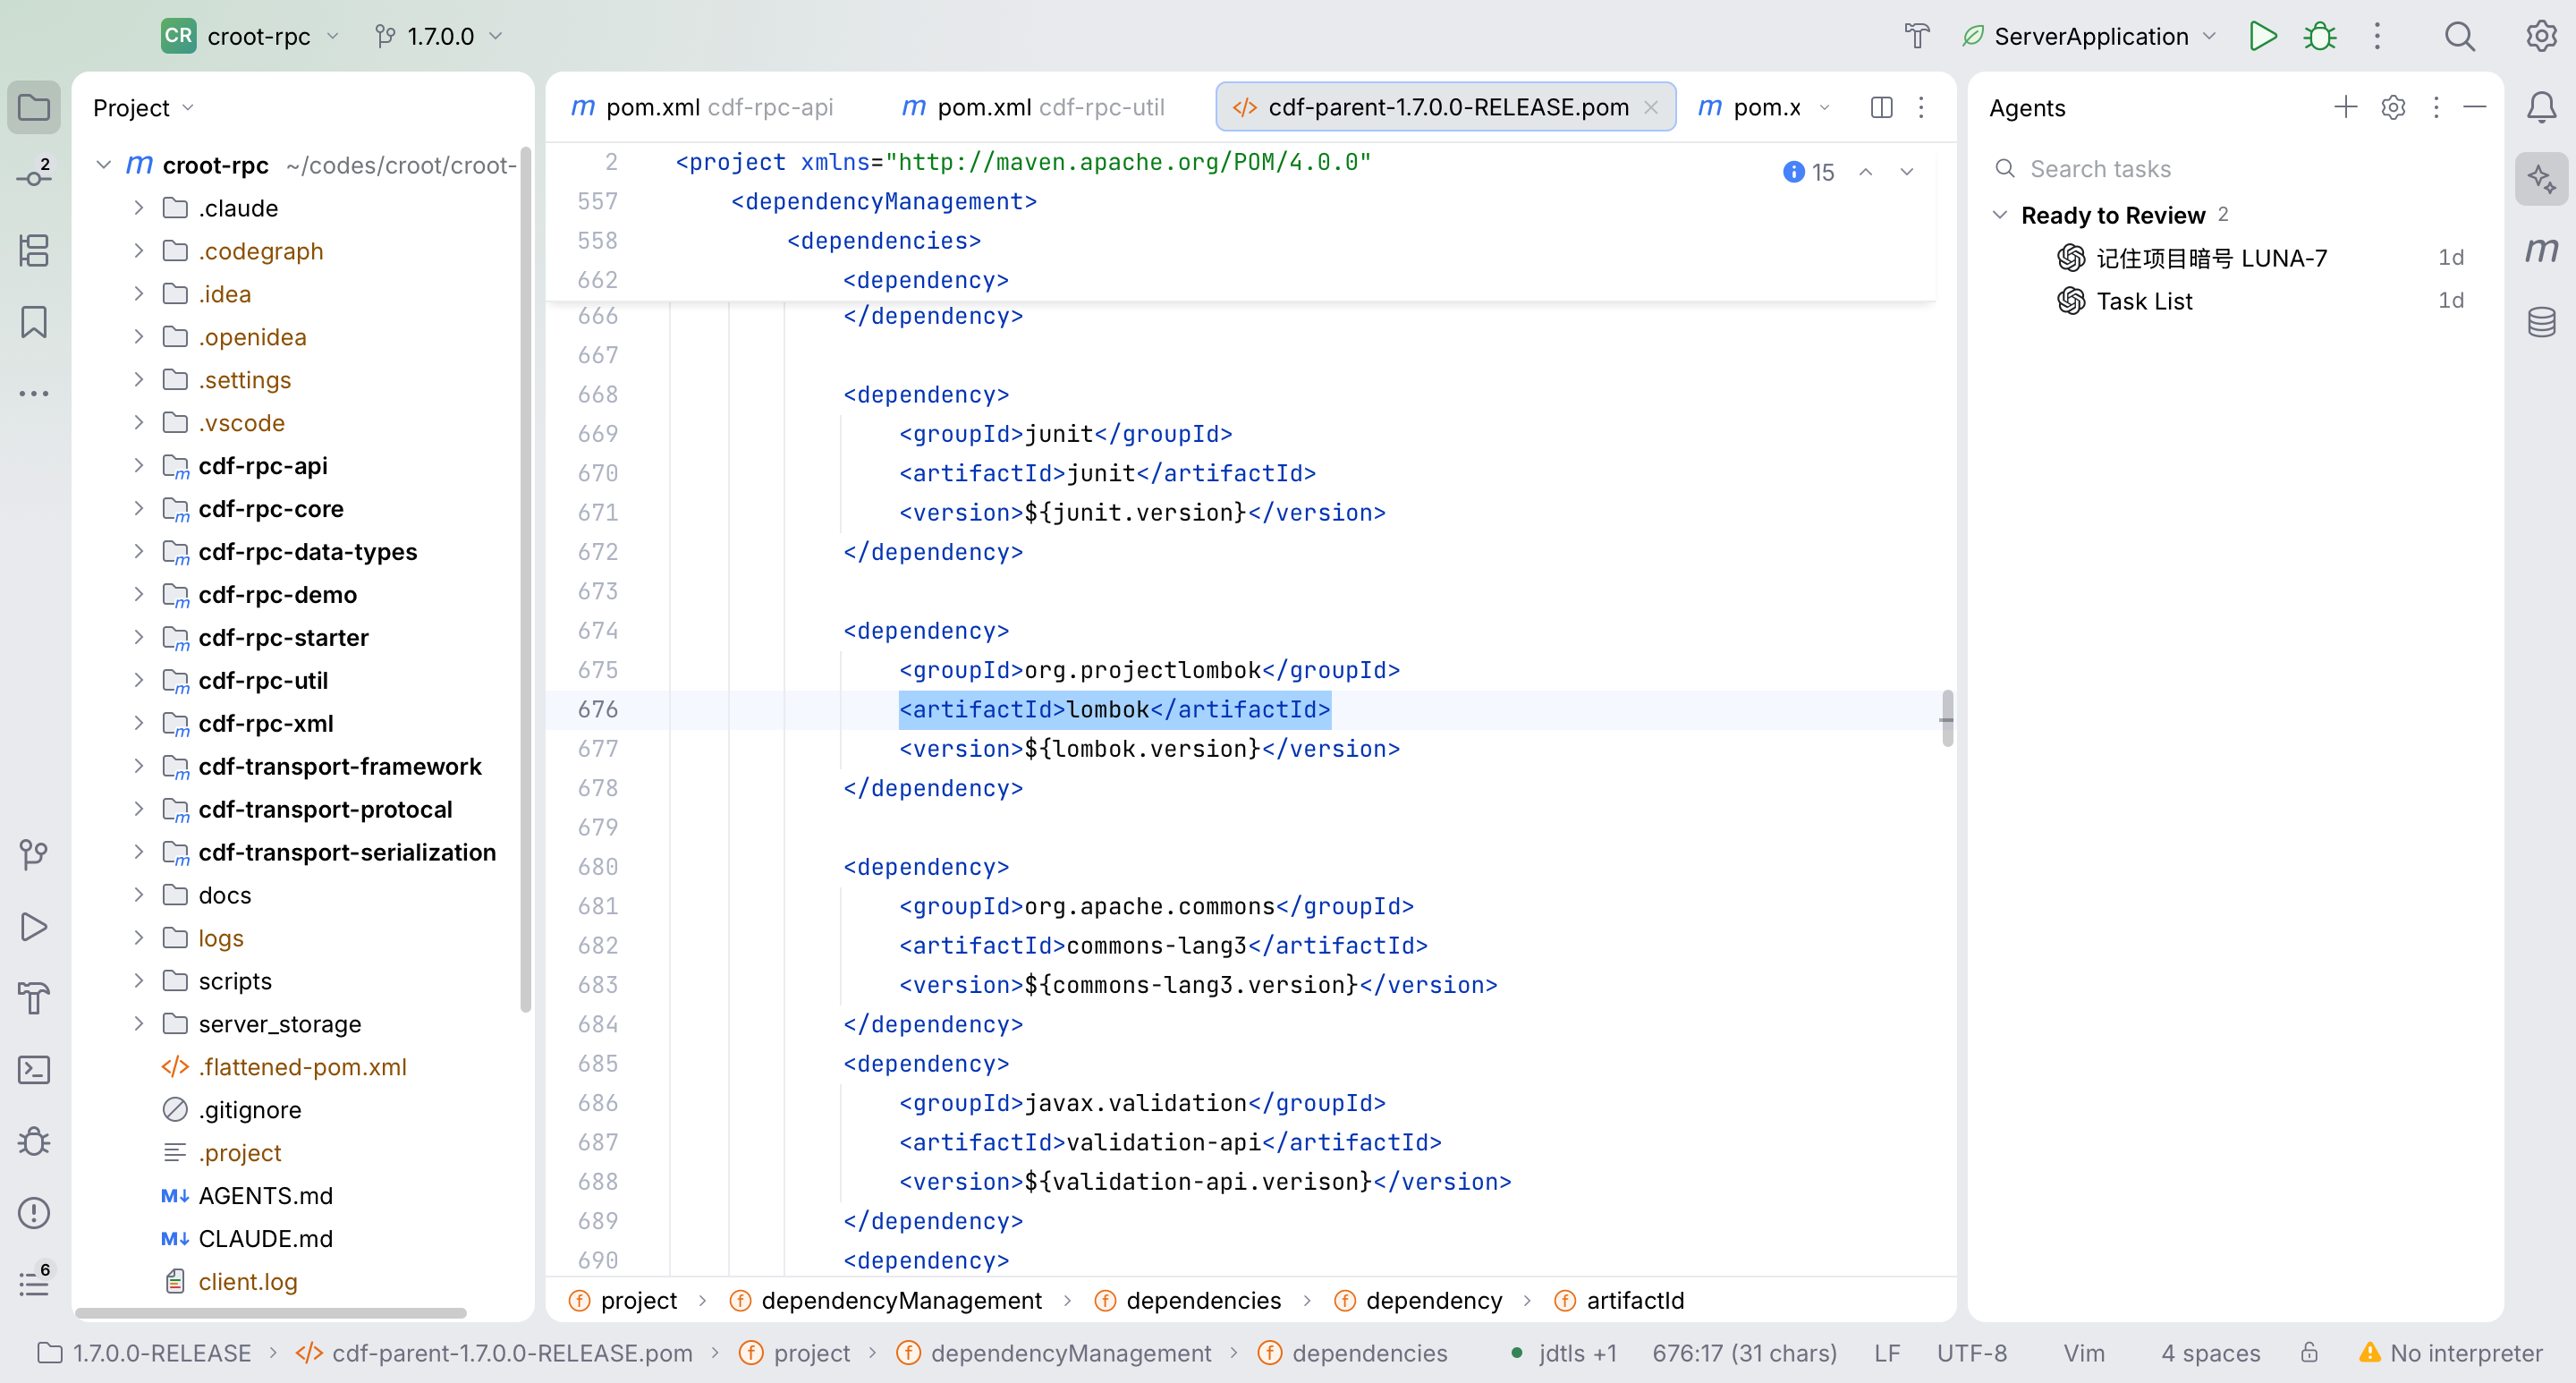 CR croot-rpc 1.7.0.0 ServerApplication
Project
2
croot-rpc ~/codes/croot/croot-
.claude
.codegraph
.idea
.openidea
.settings
.vscode
cdf-rpc-api
cdf-rpc-core
cdf-rpc-data-types
cdf-rpc-demo
cdf-rpc-starter
cdf-rpc-util
cdf-rpc-xml
cdf-transport-framework
cdf-transport-protocal
cdf-transport-serialization
docs
logs
scripts
server_storage
</> .flattened-pom.xml
.gitignore
.project
M↓ AGENTS.md
M↓ CLAUDE.md
6
client.log
m pom.xml cdf-rpc-api m pom.xml cdf-rpc-util </> cdf-parent-1.7.0.0-RELEASE.pom m pom.x
15
2 <project xmlns="http://maven.apache.org/POM/4.0.0"
557 <dependencyManagement>
558 <dependencies>
662 <dependency>
666 </dependency>
667
668 <dependency>
669 <groupId>junit</groupId>
670 <artifactId>junit</artifactId>
671 <version>${junit.version}</version>
672 </dependency>
673
674 <dependency>
675 <groupId>org.projectlombok</groupId>
676 <artifactId>lombok</artifactId>
677 <version>${lombok.version}</version>
678 </dependency>
679
680 <dependency>
681 <groupId>org.apache.commons</groupId>
682 <artifactId>commons-lang3</artifactId>
683 <version>${commons-lang3.version}</version>
684 </dependency>
685 <dependency>
686 <groupId>javax.validation</groupId>
687 <artifactId>validation-api</artifactId>
688 <version>${validation-api.verison}</version>
689 </dependency>
690 <dependency>
project > dependencyManagement > dependencies > dependency > artifactId
Agents
Search tasks
Ready to Review 2
记住项目暗号 LUNA-7 1d
Task List 1d
m
1.7.0.0-RELEASE > </> cdf-parent-1.7.0.0-RELEASE.pom > project > dependencyManagement > dependencies jdtls +1 676:17 (31 chars) LF UTF-8 Vim 4 spaces No interpreter